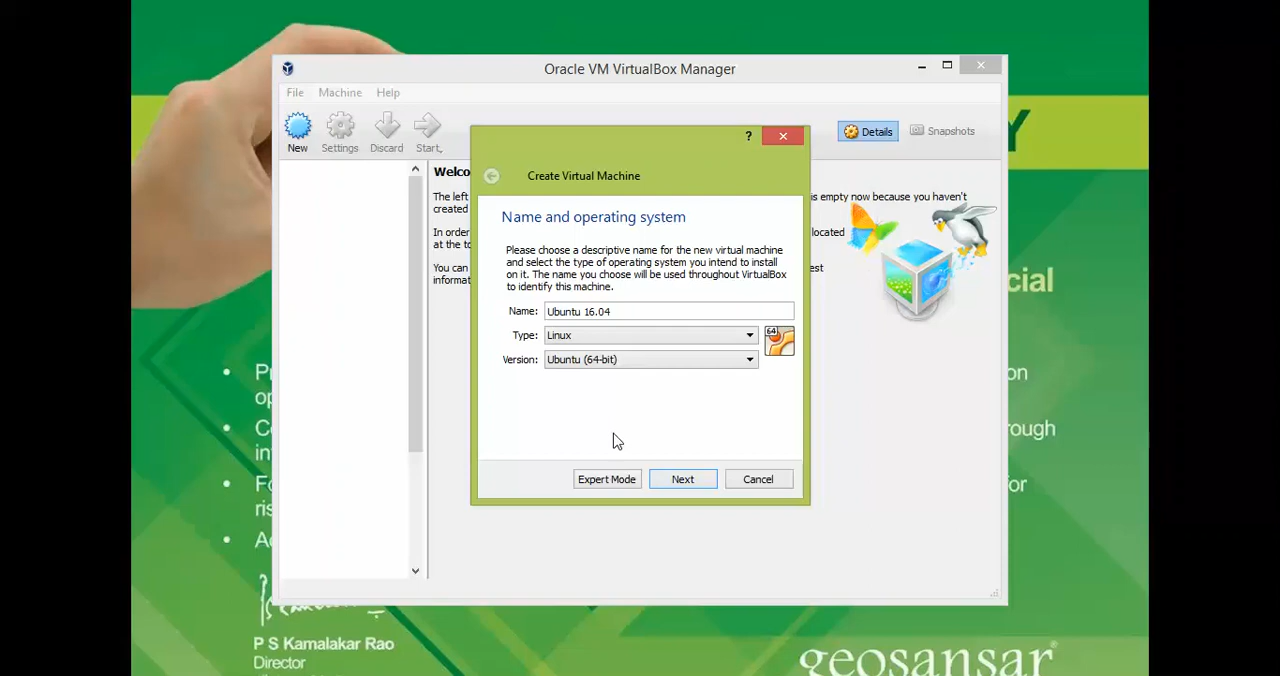 Oracle VM VirtualBox Manager
File Machine Help
New Settings Discard Start
Details Snapshots
? 
Create Virtual Machine
Name and operating system
Please choose a descriptive name for the new virtual machine
and select the type of operating system you intend to install
on it. The name you choose will be used throughout VirtualBox
to identify this machine.
Name: Ubuntu 16.04
Type: Linux
64
Version: Ubuntu (64-bit)
Expert Mode Next Cancel
Welco
The left
created
is empty now because you haven't
In order
at the to
located
You can
informat
est
Y
cial
on
rough
for
P S Kamalakar Rao
Director
geosansar